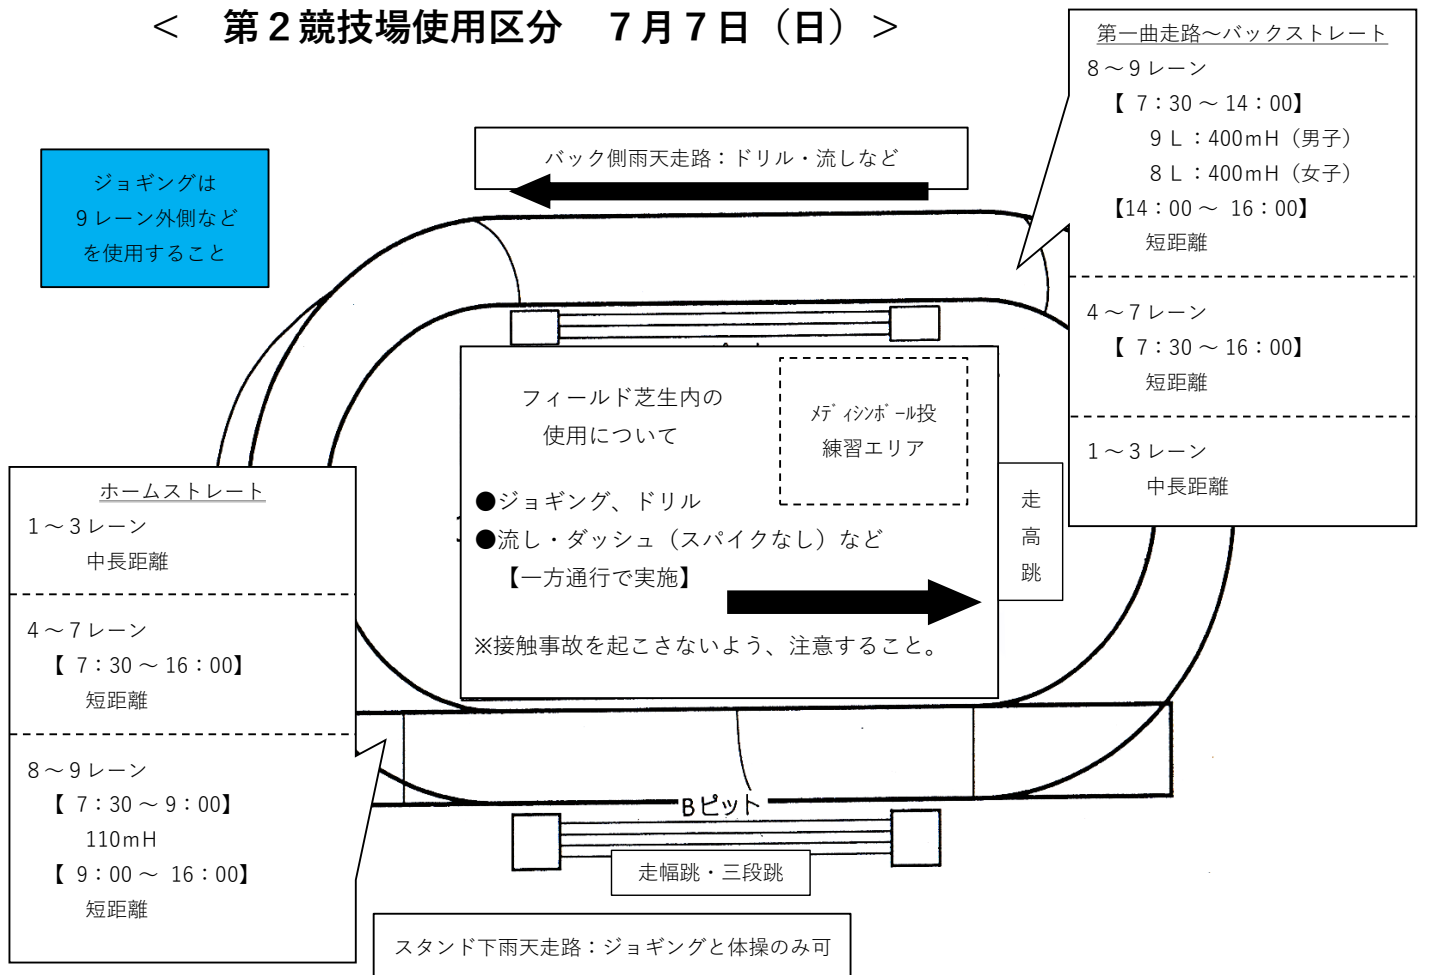 ＜　第２競技場使用区分　７月７日（日）＞
第一曲走路～バックストレート
８～９レーン
【 7：30 ～ 14：00】
９Ｌ：400mH（男子）
８Ｌ：400mH（女子）
【14：00 ～ 16：00】
短距離
４～７レーン
【 7：30 ～ 16：00】
短距離
１～３レーン
中長距離
バック側雨天走路：ドリル・流しなど
ジョギングは
９レーン外側など
を使用すること
フィールド芝生内の
使用について
ﾒﾃﾞｨｼﾝﾎﾞｰﾙ投
練習エリア
●ジョギング、ドリル
●流し・ダッシュ（スパイクなし）など
【一方通行で実施】
※接触事故を起こさないよう、注意すること。
走
高
跳
ホームストレート
１～３レーン
中長距離
４～７レーン
【 7：30 ～ 16：00】
短距離
８～９レーン
【 7：30 ～ 9：00】
110mH
【 9：00 ～ 16：00】
短距離
Ｂピット
走幅跳・三段跳
スタンド下雨天走路：ジョギングと体操のみ可